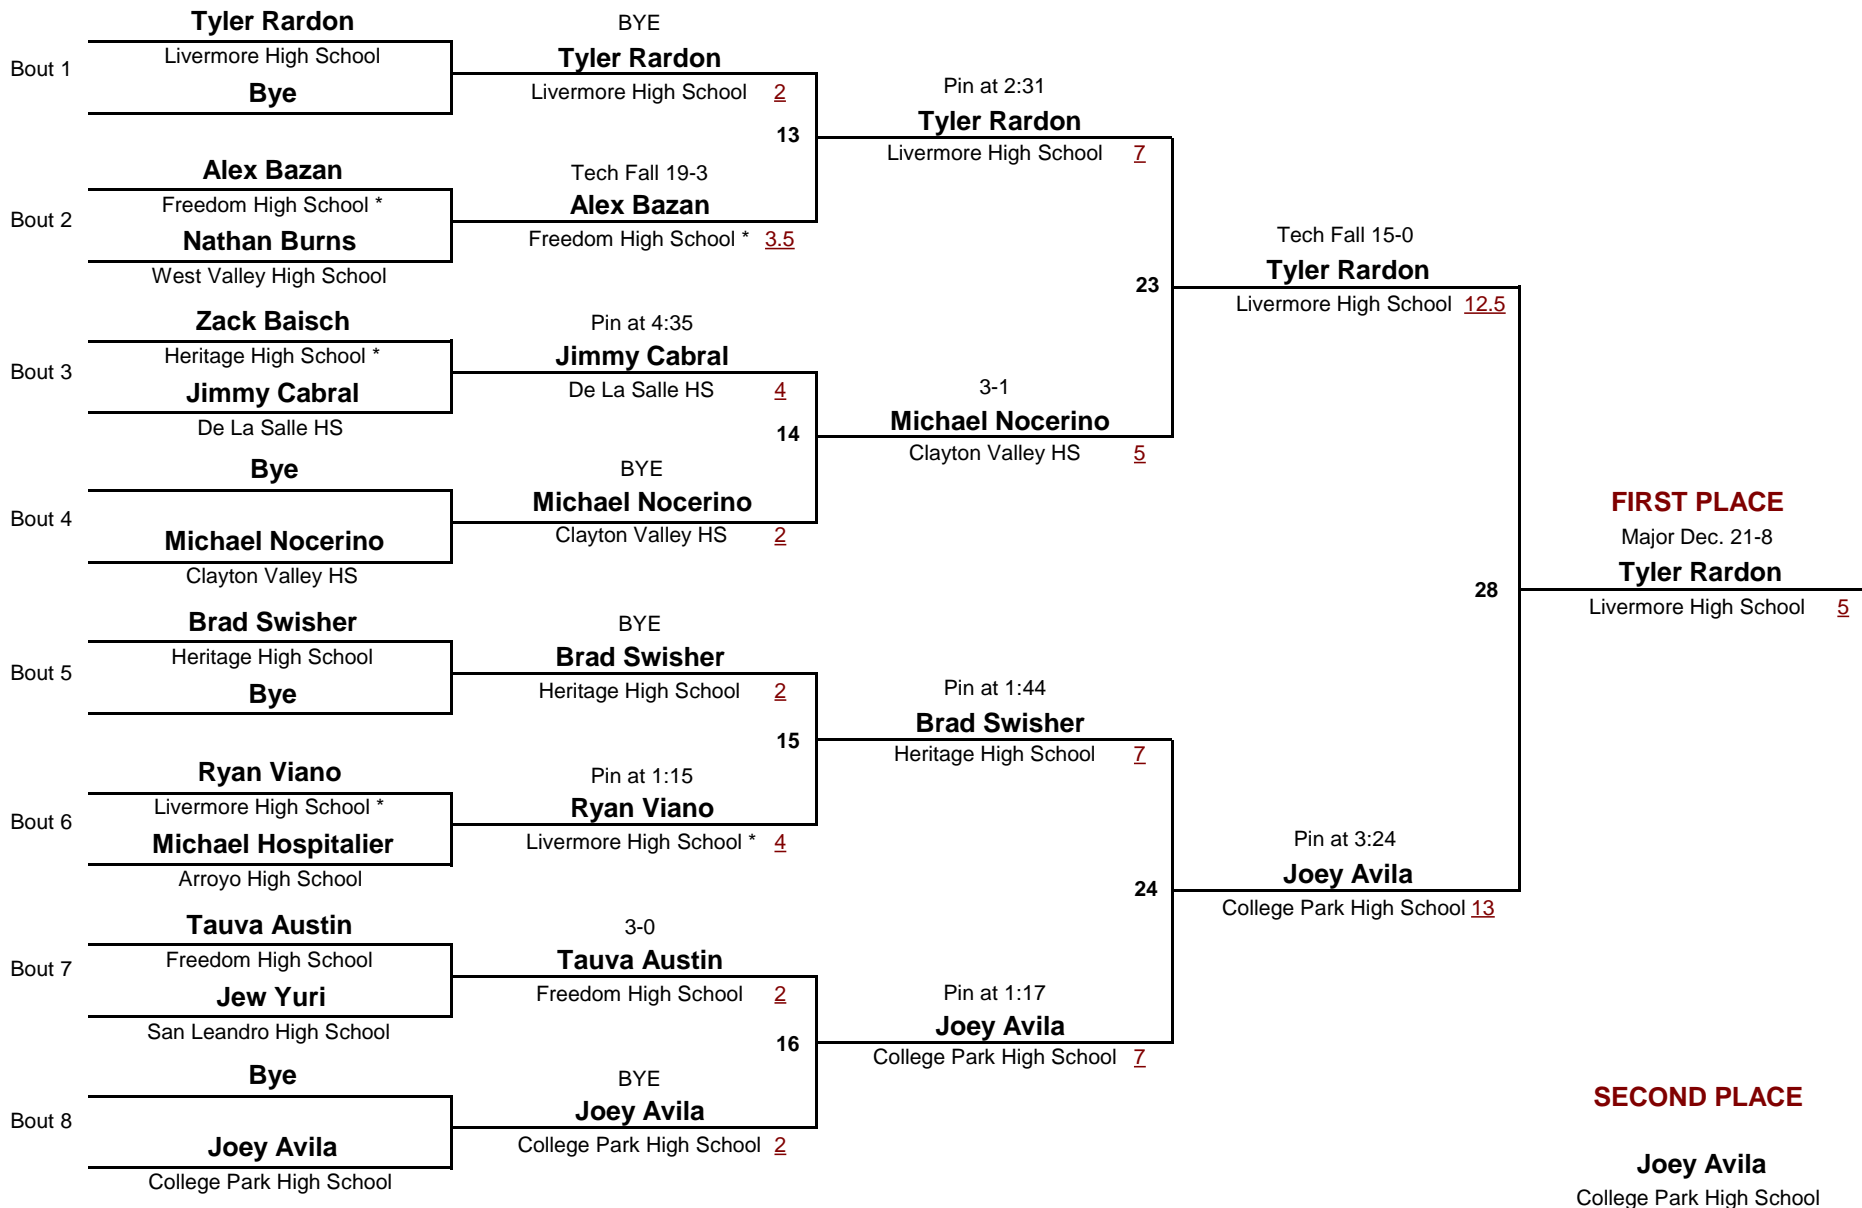 Tyler Rardon
Livermore High School
Bout 1
Bye
Alex Bazan
Freedom High School *
Bout 2
Nathan Burns
West Valley High School
Zack Baisch
Heritage High School *
Bout 3
Jimmy Cabral
De La Salle HS
Bye
Bout 4
Michael Nocerino
Clayton Valley HS
Brad Swisher
Heritage High School
Bout 5
Bye
Ryan Viano
Livermore High School *
Bout 6
Michael Hospitalier
Arroyo High School
Tauva Austin
Freedom High School
Bout 7
Jew Yuri
San Leandro High School
Bye
Bout 8
Joey Avila
College Park High School
BYE
Tyler Rardon
Livermore High School 2
13
Tech Fall 19-3
Alex Bazan
Freedom High School * 3.5
Pin at 4:35
Jimmy Cabral
De La Salle HS 4
14
BYE
Michael Nocerino
Clayton Valley HS 2
BYE
Brad Swisher
Heritage High School 2
15
Pin at 1:15
Ryan Viano
Livermore High School * 4
3-0
Tauva Austin
Freedom High School 2
16
BYE
Joey Avila
College Park High School 2
Pin at 2:31
Tyler Rardon
Livermore High School 7
23
3-1
Michael Nocerino
Clayton Valley HS 5
Pin at 1:44
Brad Swisher
Heritage High School 7
24
Pin at 1:17
Joey Avila
College Park High School 7
Tech Fall 15-0
Tyler Rardon
Livermore High School 12.5
28
Pin at 3:24
Joey Avila
College Park High School 13
FIRST PLACE
Major Dec. 21-8
Tyler Rardon
Livermore High School 5
SECOND PLACE
Joey Avila
College Park High School